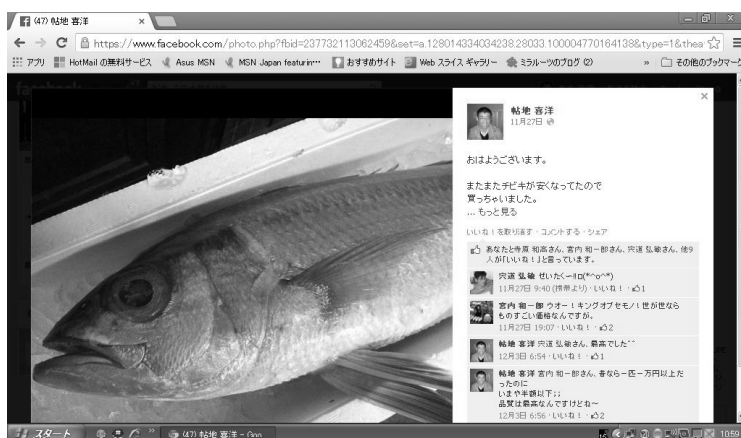 (47) 帖地 喜洋
https://www.facebook.com/photo.php?fbid=237732113062459&set=a.128014334034238.28033.100004770164138&type=1&thea
アプリ HotMail の無料サービス Asus MSN MSN Japan featurin… おすすめサイト Web スライス ギャラリー ミラルーツのブログ (2) » その他のブックマーク
帖地 喜洋
11月27日
おはようございます。
またまたチビキが安くなってたので
買っちゃいました。
... もっと見る
いいね！を取り消す · コメントする · シェア
あなたと寺原 和高さん、宮内 和一郎さん、宍道 弘敏さん、他9
人が「いいね！」と言っています。
宍道 弘敏 ぜいたくー!!ロ(*^o^*)
11月27日 9:40 (携帯より) · いいね！ · 1
宮内 和一郎 ウオー！キングオブセモノ！世が世なら
ものすごい価格なんですが。
11月27日 19:07 · いいね！ · 2
帖地 喜洋 宍道 弘敏さん、最高でした^^
12月3日 6:54 · いいね！ · 1
帖地 喜洋 宮内 和一郎さん、昔なら一匹一万円以上だ
ったのに
いまや半額以下;;
品質は最高なんですけどね～
12月3日 6:56 · いいね！ · 2
スタート » (47) 帖地 喜洋 - Goo... 10:59